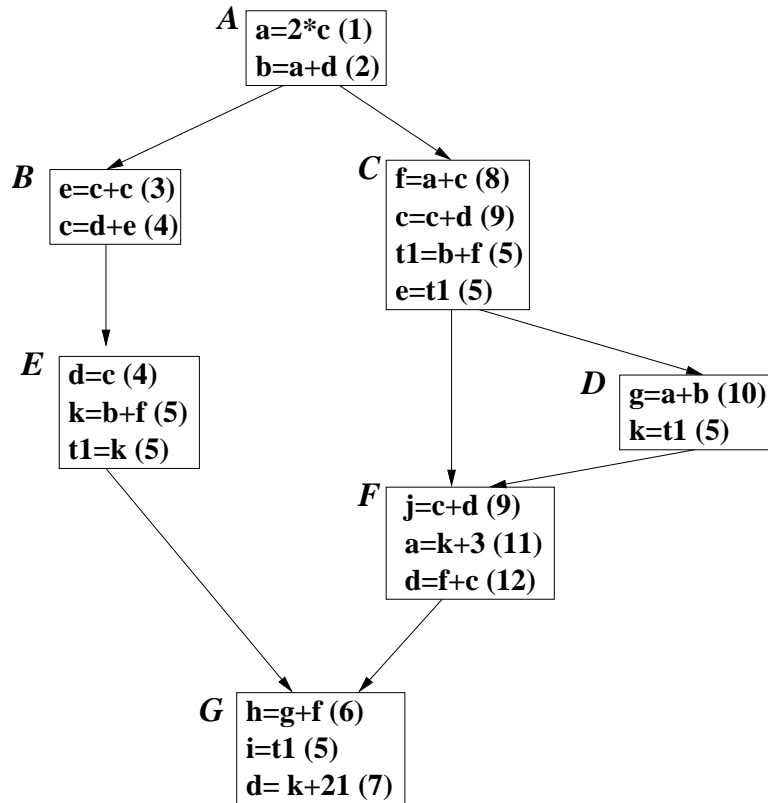 A
a=2*c (1)
b=a+d (2)
B
e=c+c (3)
c=d+e (4)
C
f=a+c (8)
c=c+d (9)
t1=b+f (5)
e=t1 (5)
E
d=c (4)
k=b+f (5)
t1=k (5)
D
g=a+b (10)
k=t1 (5)
F
j=c+d (9)
a=k+3 (11)
d=f+c (12)
G
h=g+f (6)
i=t1 (5)
d= k+21 (7)